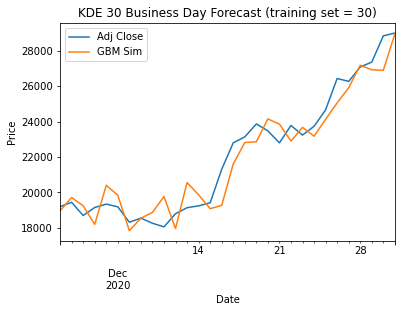 KDE 30 Business Day Forecast (training set = 30)
Adj Close
GBM Sim
Price
28000
26000
24000
22000
20000
18000
14
21
28
Dec
2020
Date